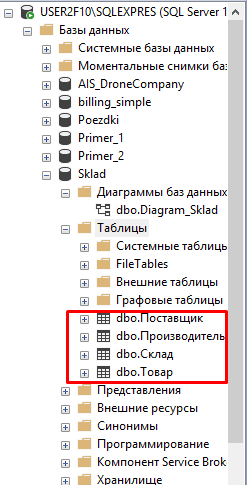 USER2F10\SQLEXPRES (SQL Server 1
Базы данных
Системные базы данных
Моментальные снимки баз
AIS_DroneCompany
billing_simple
Poezdki
Primer_1
Primer_2
Sklad
Диаграммы баз данных
dbo.Diagram_Sklad
Таблицы
Системные таблицы
FileTables
Внешние таблицы
Графовые таблицы
dbo.Поставщик
dbo.Производитель
dbo.Склад
dbo.Товар
Представления
Внешние ресурсы
Синонимы
Программирование
Компонент Service Brok
Хранилище